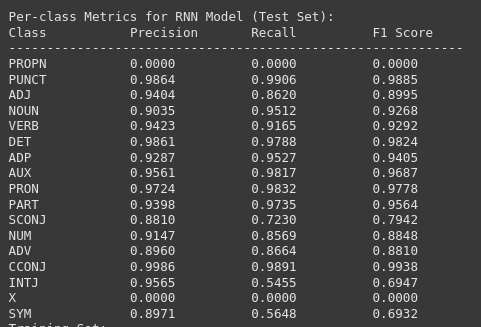 Per-class Metrics for RNN Model (Test Set):
Class Precision Recall F1 Score
------------------------------------------------------------
PROPN 0.0000 0.0000 0.0000
PUNCT 0.9864 0.9906 0.9885
ADJ 0.9404 0.8620 0.8995
NOUN 0.9035 0.9512 0.9268
VERB 0.9423 0.9165 0.9292
DET 0.9861 0.9788 0.9824
ADP 0.9287 0.9527 0.9405
AUX 0.9561 0.9817 0.9687
PRON 0.9724 0.9832 0.9778
PART 0.9398 0.9735 0.9564
SCONJ 0.8810 0.7230 0.7942
NUM 0.9147 0.8569 0.8848
ADV 0.8960 0.8664 0.8810
CCONJ 0.9986 0.9891 0.9938
INTJ 0.9565 0.5455 0.6947
X 0.0000 0.0000 0.0000
SYM 0.8971 0.5648 0.6932
Training Set: